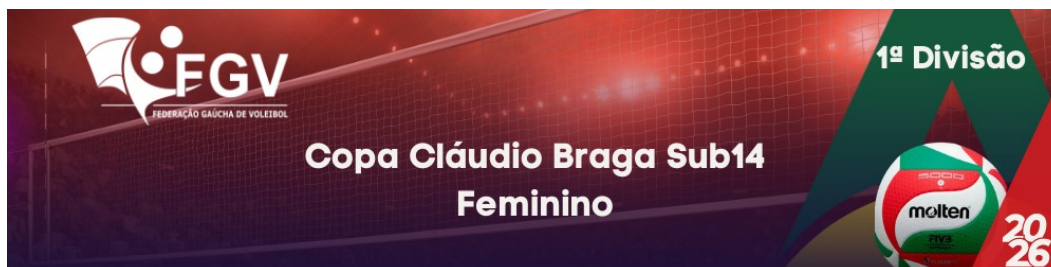 FGV
FEDERAÇÃO GAÚCHA DE VOLEIBOL
1ª Divisão
Copa Cláudio Braga Sub14
Feminino
5000
molten
FIVB
20
26